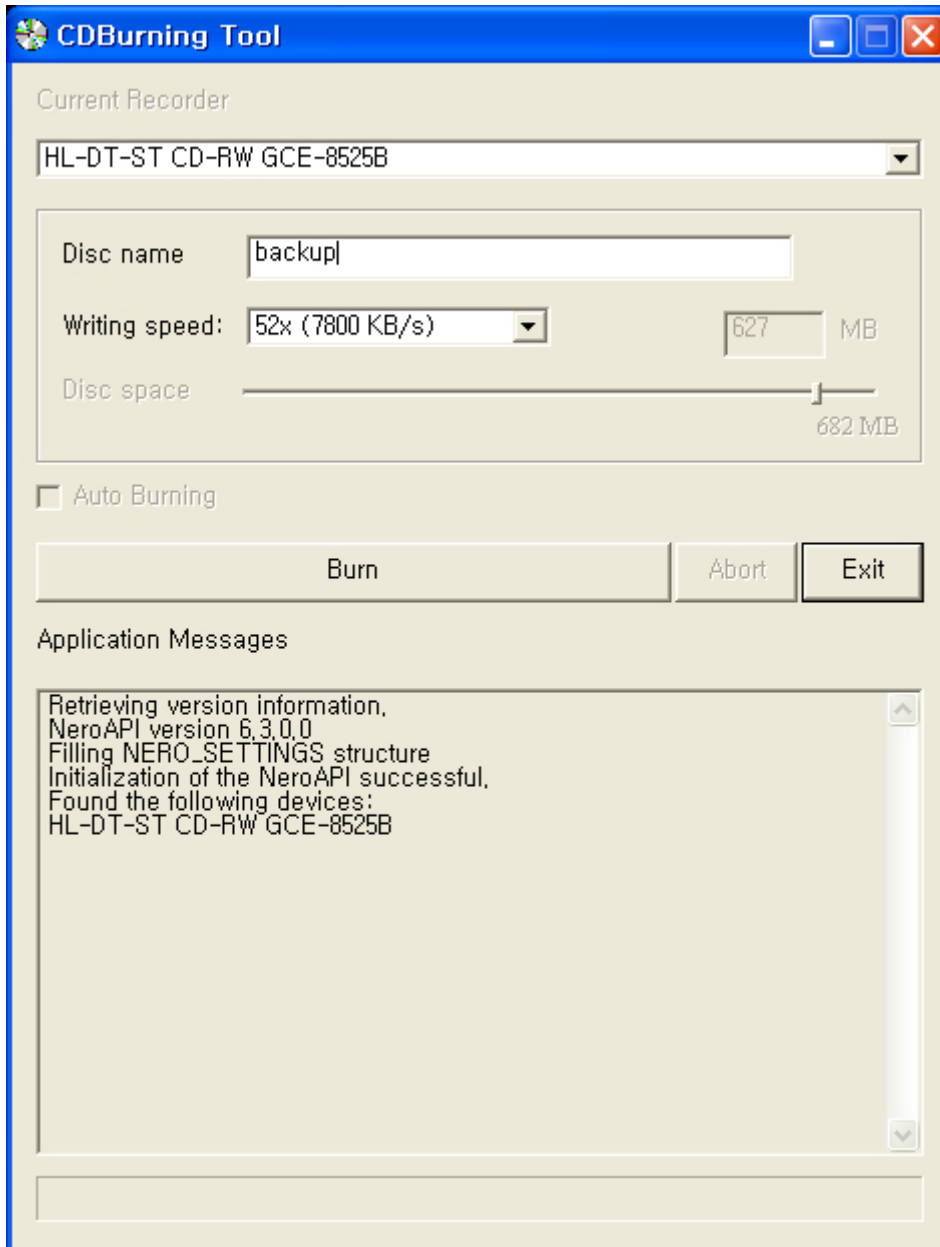 CDBurning Tool
Current Recorder
HL-DT-ST CD-RW GCE-8525B
Disc name
backup
Writing speed:
52x (7800 KB/s)
627
MB
Disc space
682 MB
Auto Burning
Burn
Abort
Exit
Application Messages
Retrieving version information,
NeroAPI version 6,3,0,0
Filling NERO_SETTINGS structure
Initialization of the NeroAPI successful,
Found the following devices:
HL-DT-ST CD-RW GCE-8525B